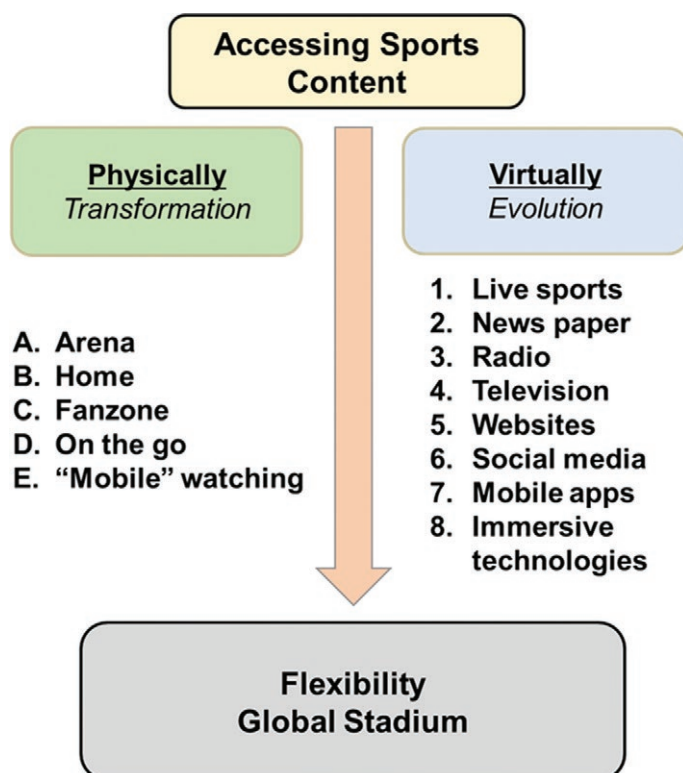 Accessing Sports
Content
Physically
Transformation
Virtually
Evolution
A. Arena
B. Home
C. Fanzone
D. On the go
E. “Mobile” watching
1. Live sports
2. News paper
3. Radio
4. Television
5. Websites
6. Social media
7. Mobile apps
8. Immersive
technologies
Flexibility
Global Stadium